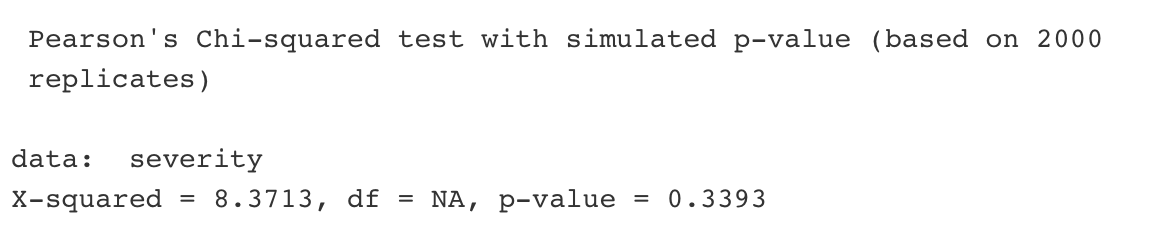 Pearson's Chi-squared test with simulated p-value (based on 2000
replicates)
data:  severity
X-squared = 8.3713, df = NA, p-value = 0.3393